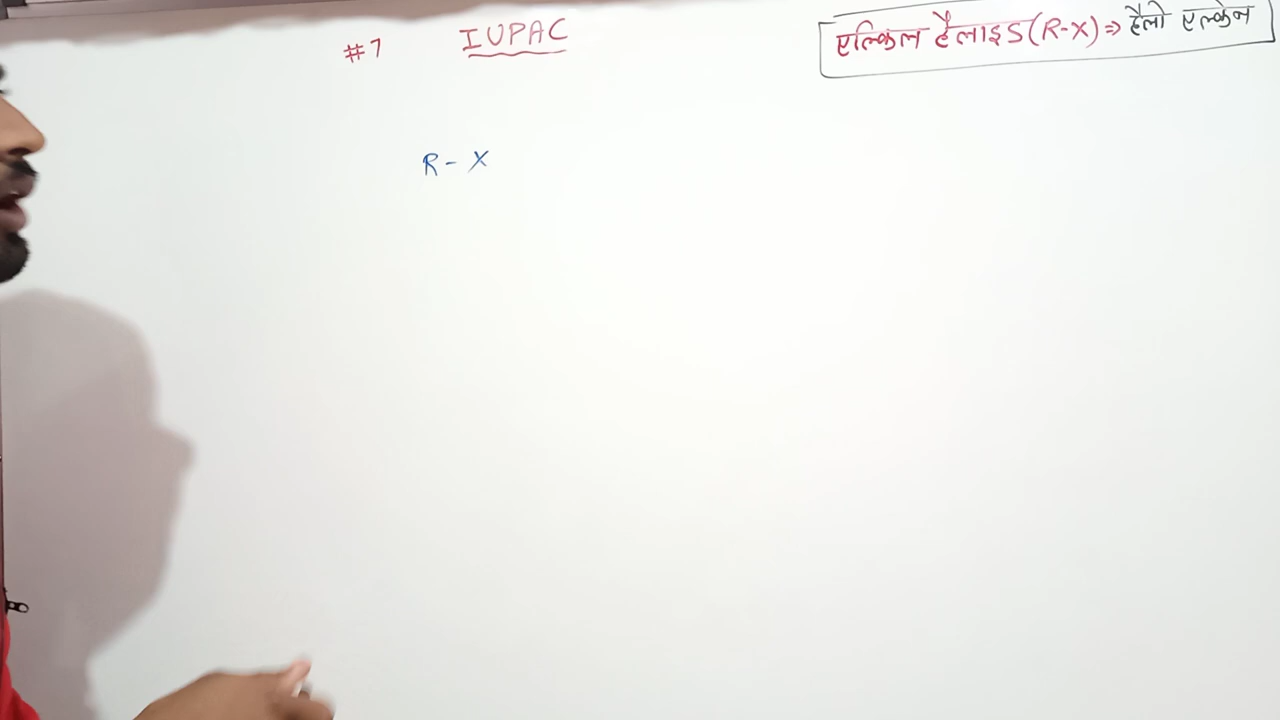 #7 IUPAC
एल्किल हैलाइड (R-X) ⇒ हैलो एल्केन
R - X